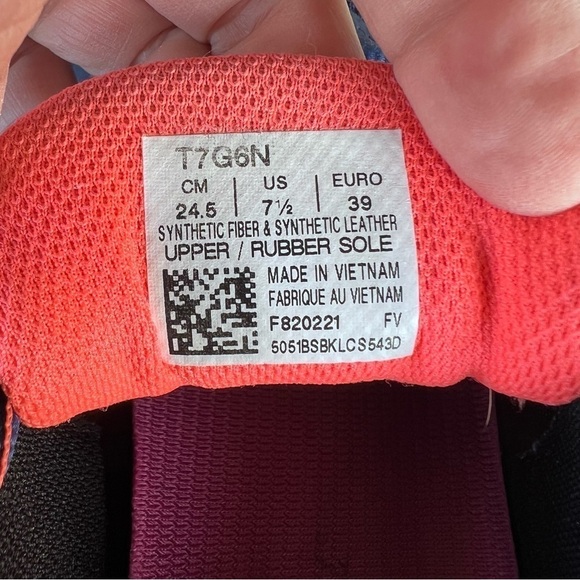 T7G6N
CM | US | EURO
24.5 | 7½ | 39
SYNTHETIC FIBER & SYNTHETIC LEATHER
UPPER / RUBBER SOLE
MADE IN VIETNAM
FABRIQUE AU VIETNAM
F820221 FV
5051BSBKLCS543D